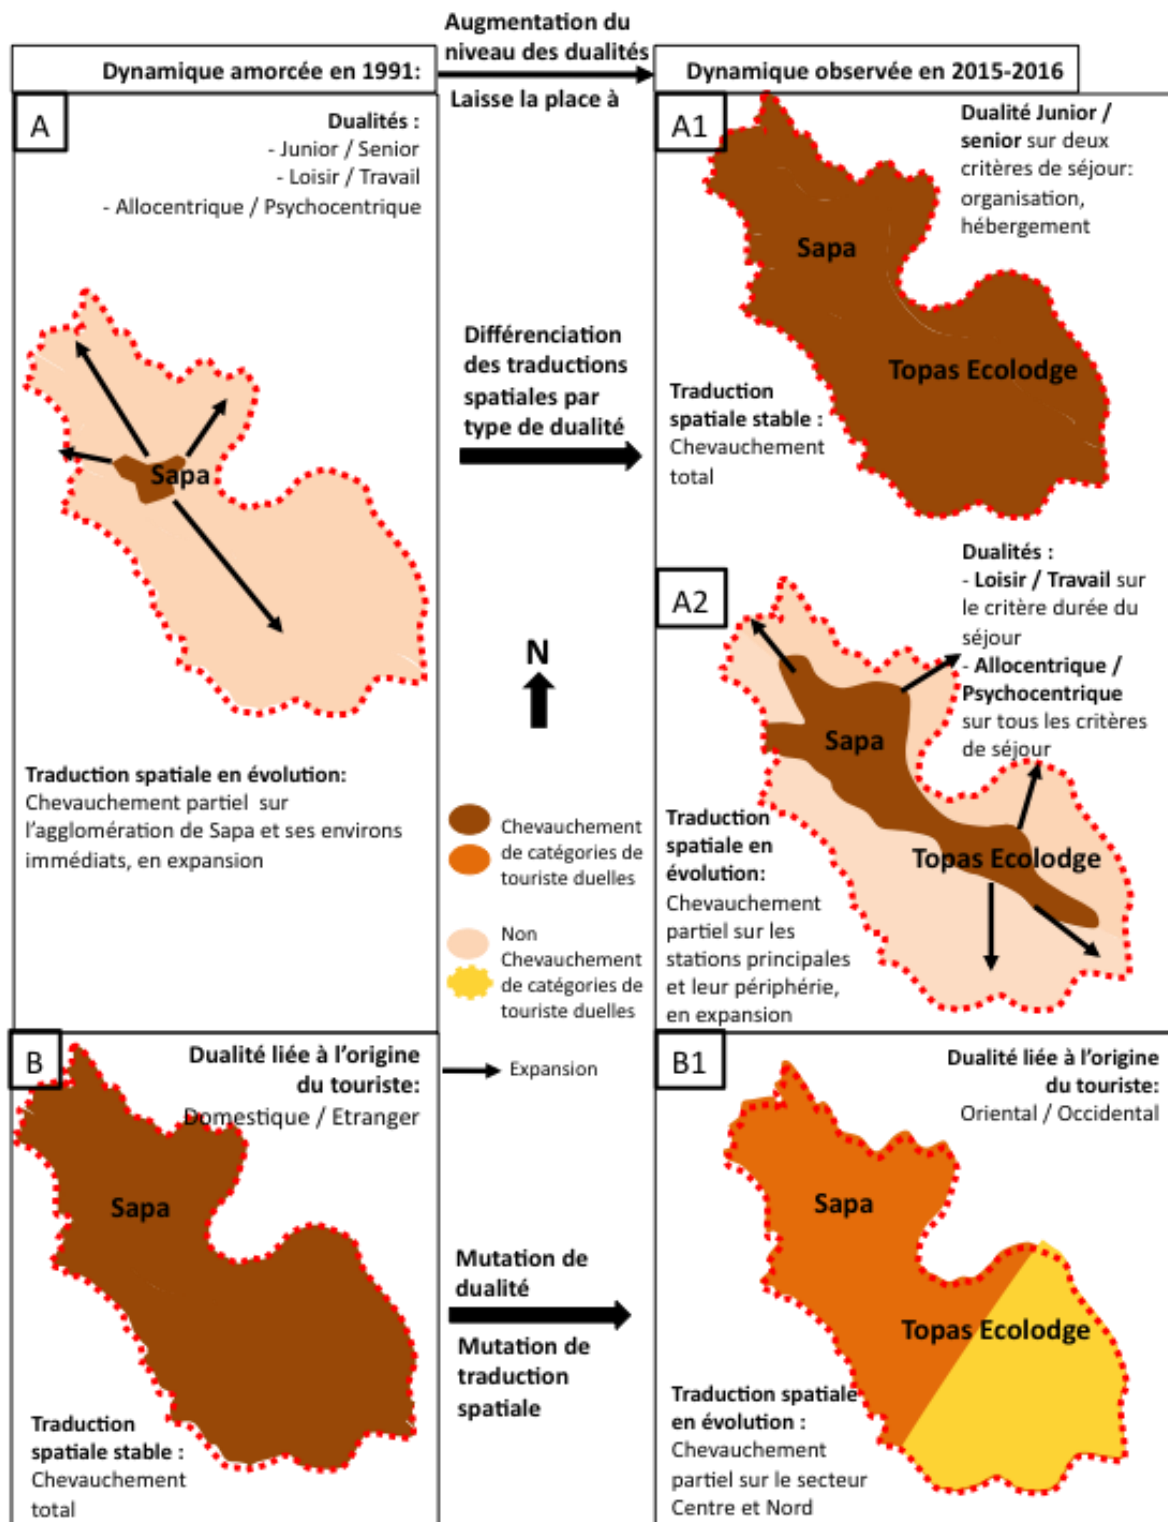 Augmentation du
niveau des dualités
Laisse la place à
Dynamique amorcée en 1991:
Dynamique observée en 2015-2016
A
Dualités :
- Junior / Senior
- Loisir / Travail
- Allocentrique / Psychocentrique
Sapa
Traduction spatiale en évolution:
Chevauchement partiel sur
l'agglomération de Sapa et ses environs
immédiats, en expansion
Différenciation
des traductions
spatiales par
type de dualité
N
Chevauchement
de catégories de
touriste duelles
Non
Chevauchement
de catégories de
touriste duelles
Expansion
A1
Dualité Junior /
senior sur deux
critères de séjour:
organisation,
hébergement
Sapa
Topas Ecolodge
Traduction
spatiale stable :
Chevauchement
total
A2
Dualités :
- Loisir / Travail sur
le critère durée du
séjour
- Allocentrique /
Psychocentrique
sur tous les critères
de séjour
Sapa
Topas Ecolodge
Traduction
spatiale en
évolution:
Chevauchement
partiel sur les
stations principales
et leur périphérie,
en expansion
B
Dualité liée à l'origine
du touriste:
Domestique / Etranger
Sapa
Traduction
spatiale stable :
Chevauchement
total
Mutation de
dualité
Mutation de
traduction
spatiale
B1
Dualité liée à l'origine
du touriste:
Oriental / Occidental
Sapa
Topas Ecolodge
Traduction spatiale
en évolution :
Chevauchement
partiel sur le secteur
Centre et Nord